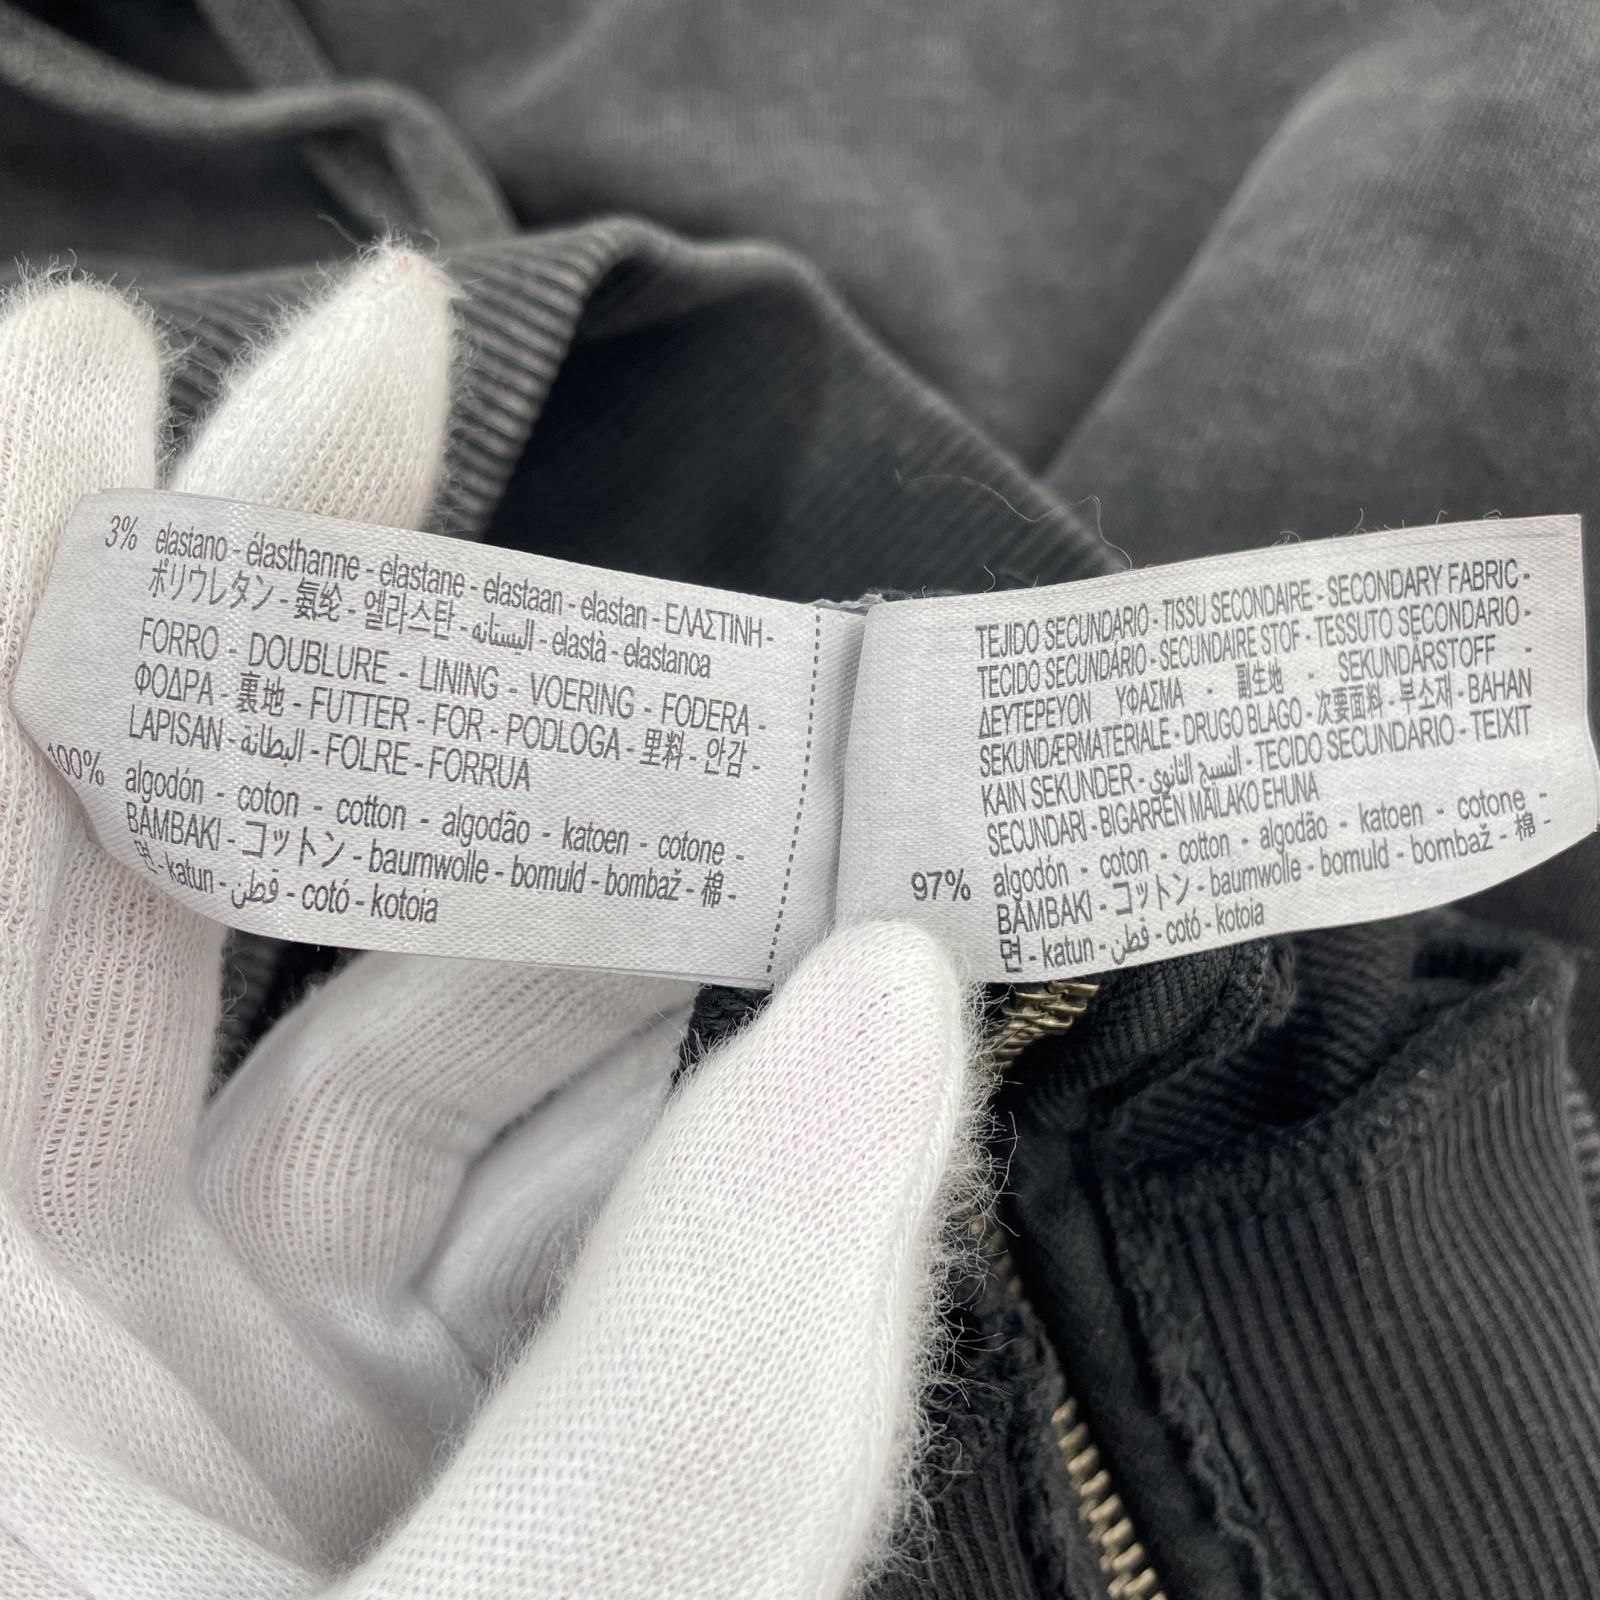 3% elastano - élasthanne - elastane - elastaan - elastan - ΕΛΑΣΤΙΝΗ -
ポリウレタン - 氨纶 - 엘라스탄 - اليستانه - elastà - elastanoa
FORRO - DOUBLURE - LINING - VOERING - FODERA -
ΦΟΔΡΑ - 裏地 - FUTTER - FOR - PODLOGA - 里料 - 안감 -
LAPISAN - البطانة - FOLRE - FORRUA
100% algodón - coton - cotton - algodão - katoen - cotone -
BAMBAKI - コットン - baumwolle - bomuld - bombaž - 棉 -
면 - katun - قطن - cotó - kotoia
TEJIDO SECUNDARIO - TISSU SECONDAIRE - SECONDARY FABRIC -
TECIDO SECUNDÁRIO - SECUNDAIRE STOF - TESSUTO SECONDARIO -
ΔΕΥΤΕΡΕΥΟΝ ΥΦΑΣΜΑ - 副生地 - SEKUNDÄRSTOFF -
SEKUNDÆRMATERIALE - DRUGO BLAGO - 次要面料 - 부소재 - BAHAN
KAIN SEKUNDER - النسيج الثانوي - TECIDO SECUNDARIO - TEIXIT
SECUNDARI - BIGARREN MAILAKO EHUNA
97% algodón - coton - cotton - algodão - katoen - cotone -
BAMBAKI - コットン - baumwolle - bomuld - bombaž - 棉 -
면 - katun - قطن - cotó - kotoia